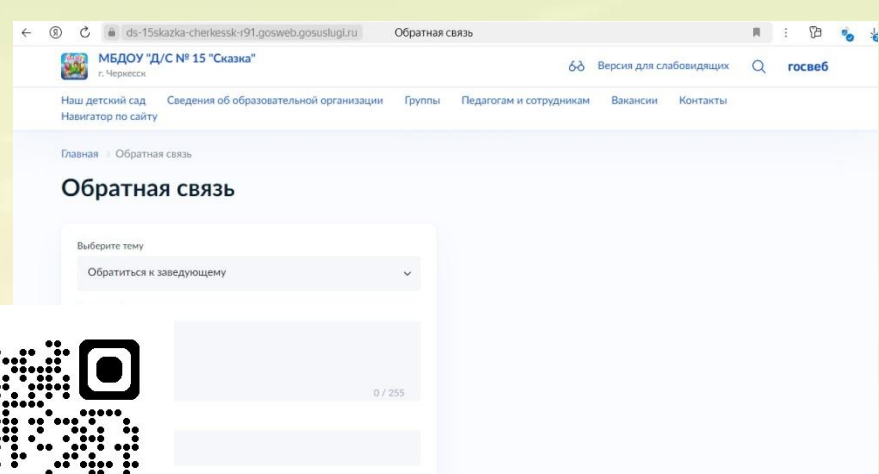 ds-15skazka-cherkessk-r91.gosweb.gosuslugi.ru Обратная связь
МБДОУ "Д/С № 15 "Сказка"
г. Черкесск
Версия для слабовидящих госвеб
Наш детский сад Сведения об образовательной организации Группы Педагогам и сотрудникам Вакансии Контакты
Навигатор по сайту
Главная Обратная связь
Обратная связь
Выберите тему
Обратиться к заведующему
0 / 255